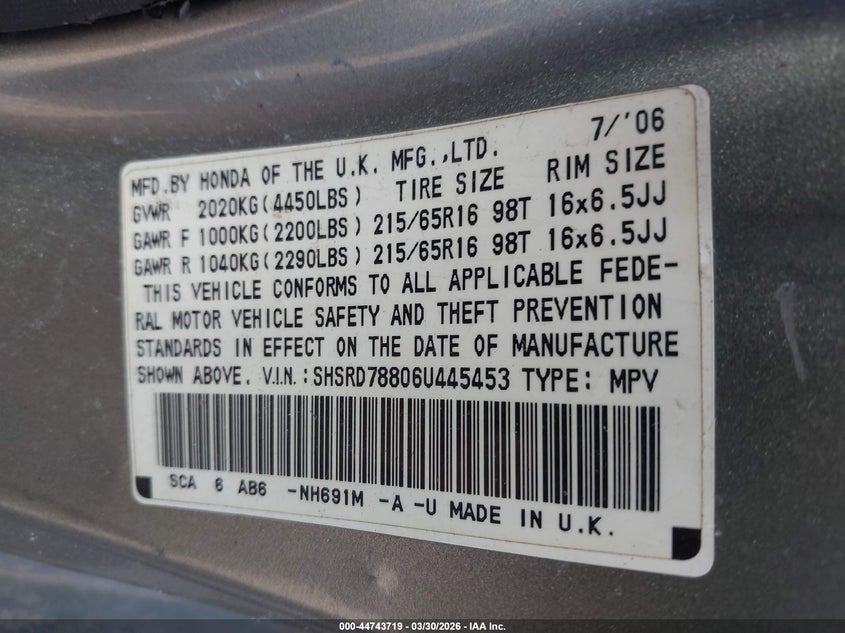 7/'06
MFD.BY HONDA OF THE U.K. MFG.,LTD.
GVWR 2020KG(4450LBS) TIRE SIZE RIM SIZE
GAWR F 1000KG(2200LBS) 215/65R16 98T 16x6.5JJ
GAWR R 1040KG(2290LBS) 215/65R16 98T 16x6.5JJ
THIS VEHICLE CONFORMS TO ALL APPLICABLE FEDE-
RAL MOTOR VEHICLE SAFETY AND THEFT PREVENTION
STANDARDS IN EFFECT ON THE DATE OF MANUFACTURE
SHOWN ABOVE. V.I.N.:SHSRD78806U445453 TYPE: MPV
SCA 6 AB6 -NH691M -A -U MADE IN U.K.
000-44743719 — 03/30/2026 — IAA Inc.